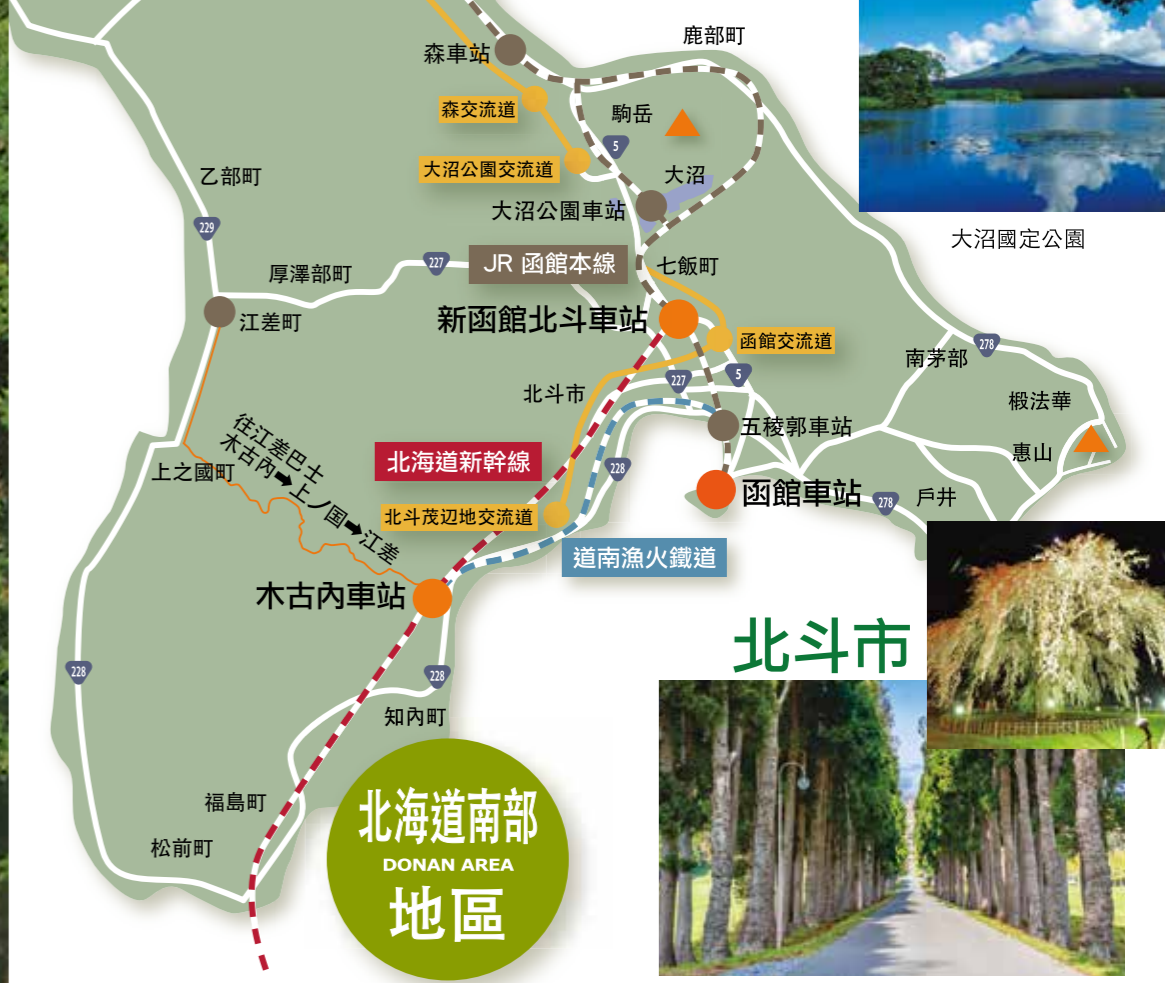 森車站
鹿部町
森交流道
駒岳
5
大沼公園交流道
乙部町
大沼
大沼公園車站
229
大沼國定公園
227
厚澤部町
JR 函館本線
七飯町
江差町
新函館北斗車站
函館交流道
278
南茅部
227
5
北斗市
椴法華
往江差巴士
木古內➡上ノ国➡江差
五稜郭車站
惠山
上之國町
北海道新幹線
228
函館車站
278
戶井
北斗茂辺地交流道
道南漁火鐵道
木古內車站
北斗市
228
228
知內町
福島町
北海道南部
DONAN AREA
地區
松前町